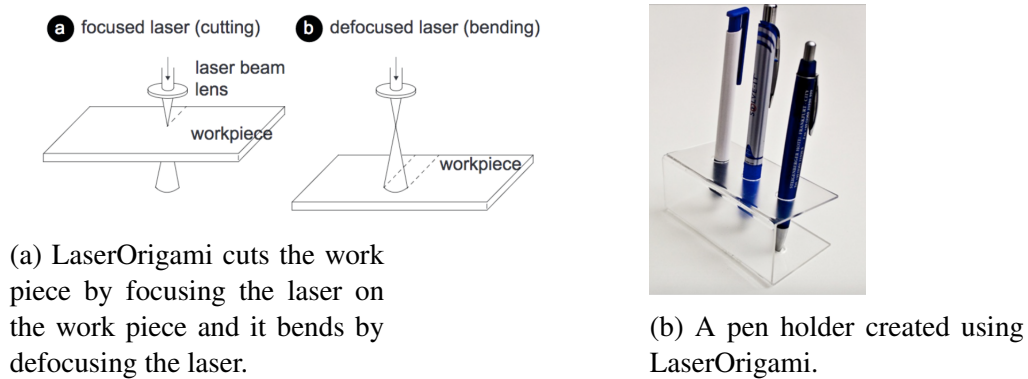 a focused laser (cutting)
b defocused laser (bending)
laser beam
lens
workpiece
workpiece
(a) LaserOrigami cuts the work
piece by focusing the laser on
the work piece and it bends by
defocusing the laser.
(b) A pen holder created using
LaserOrigami.